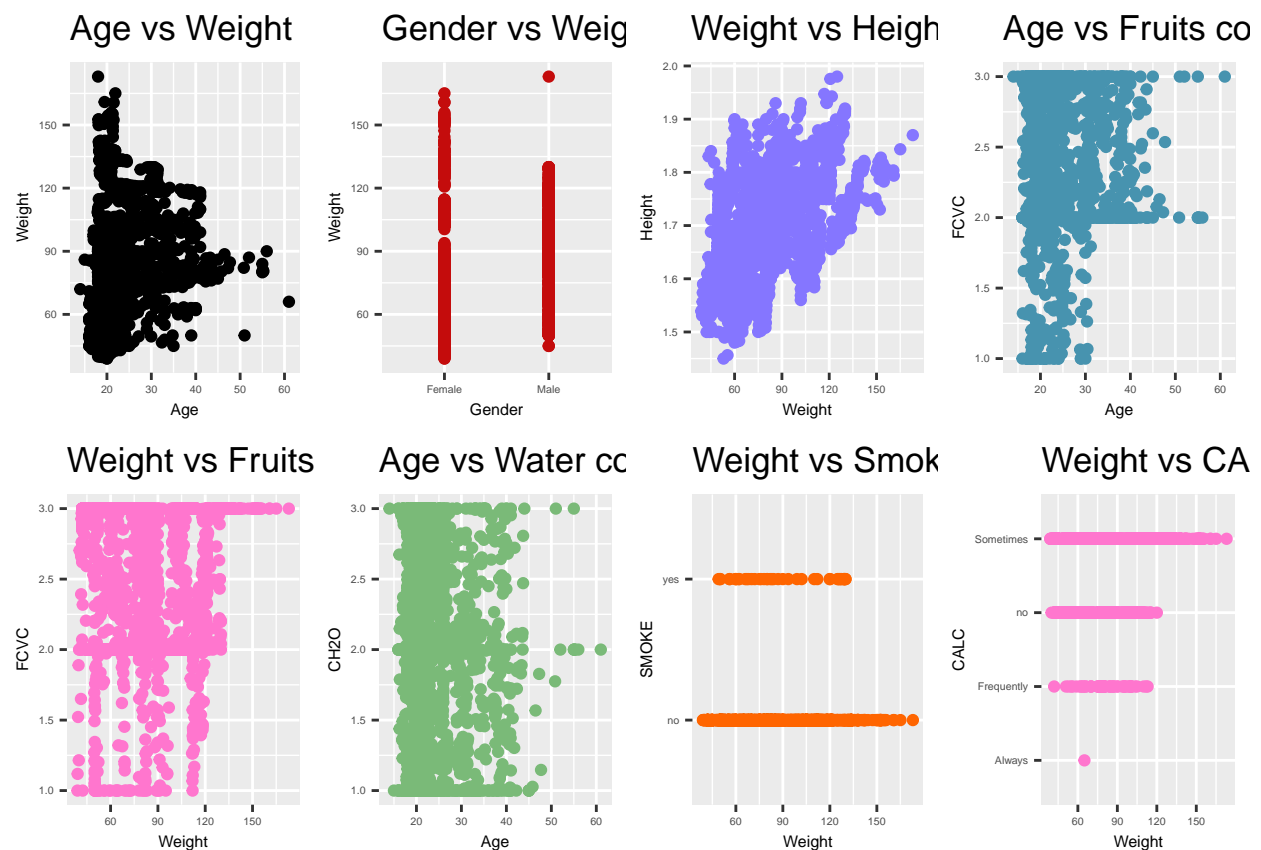 Age vs Weight
150
120
90
60
Weight
20 30 40 50 60
Age
Gender vs Weig
150
120
90
60
Weight
Female Male
Gender
Weight vs Heigh
2.0
1.9
1.8
1.7
1.6
1.5
Height
60 90 120 150
Weight
Age vs Fruits co
3.0
2.5
2.0
1.5
1.0
FCVC
20 30 40 50 60
Age
Weight vs Fruits
3.0
2.5
2.0
1.5
1.0
FCVC
60 90 120 150
Weight
Age vs Water co
3.0
2.5
2.0
1.5
1.0
CH2O
20 30 40 50 60
Age
Weight vs Smok
yes
no
SMOKE
60 90 120 150
Weight
Weight vs CA
Sometimes
no
Frequently
Always
CALC
60 90 120 150
Weight